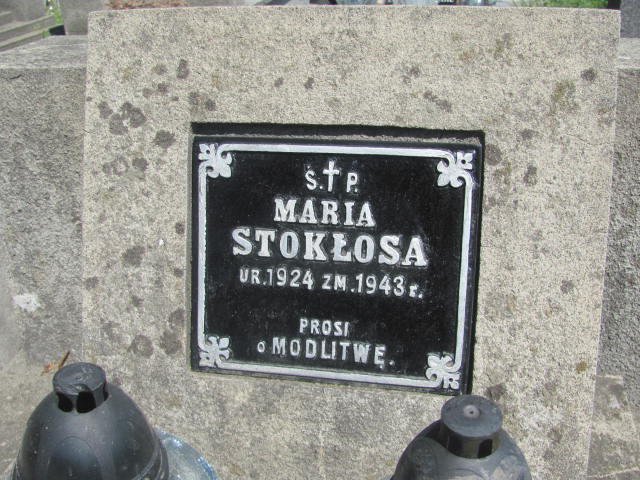 Ś.†P.
MARIA
STOKŁOSA
UR.1924 ZM.1943 r.
PROSI
o MODLITWĘ.